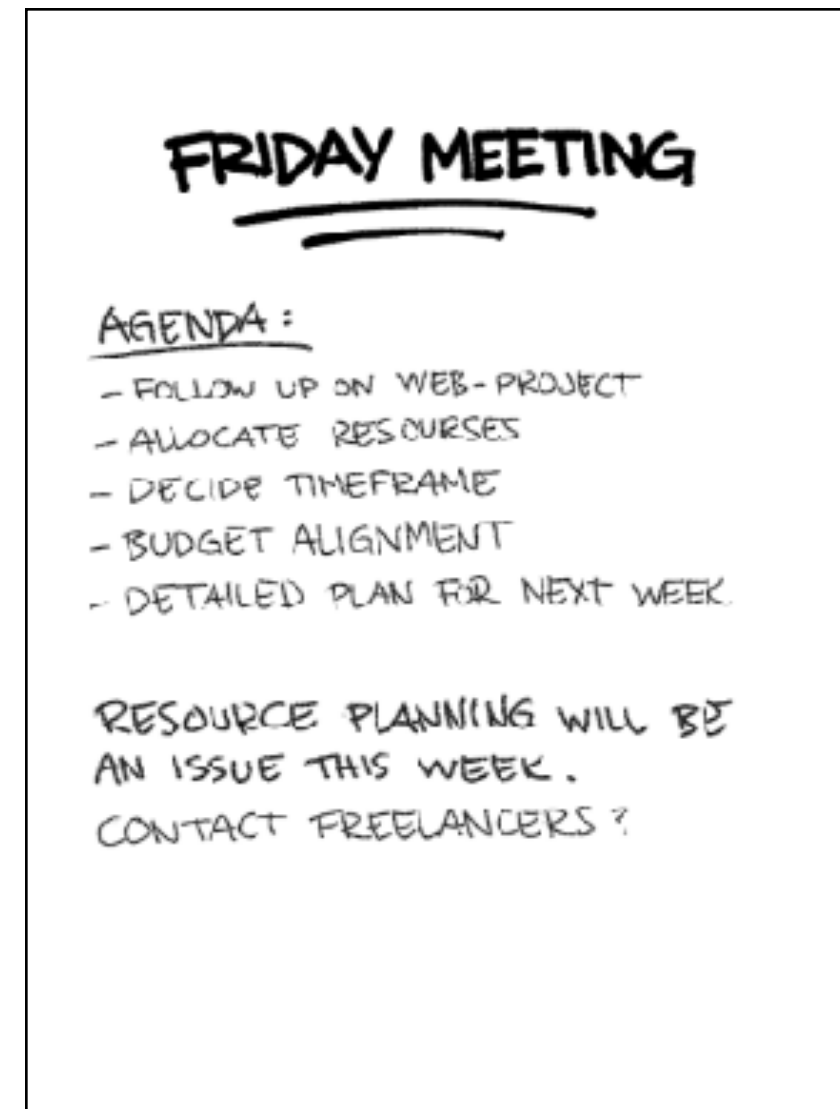 FRIDAY MEETING
AGENDA:
- FOLLOW UP ON WEB-PROJECT
- ALLOCATE RESOURSES
- DECIDE TIMEFRAME
- BUDGET ALIGNMENT
- DETAILED PLAN FOR NEXT WEEK.
RESOURCE PLANNING WILL BE
AN ISSUE THIS WEEK.
CONTACT FREELANCERS?